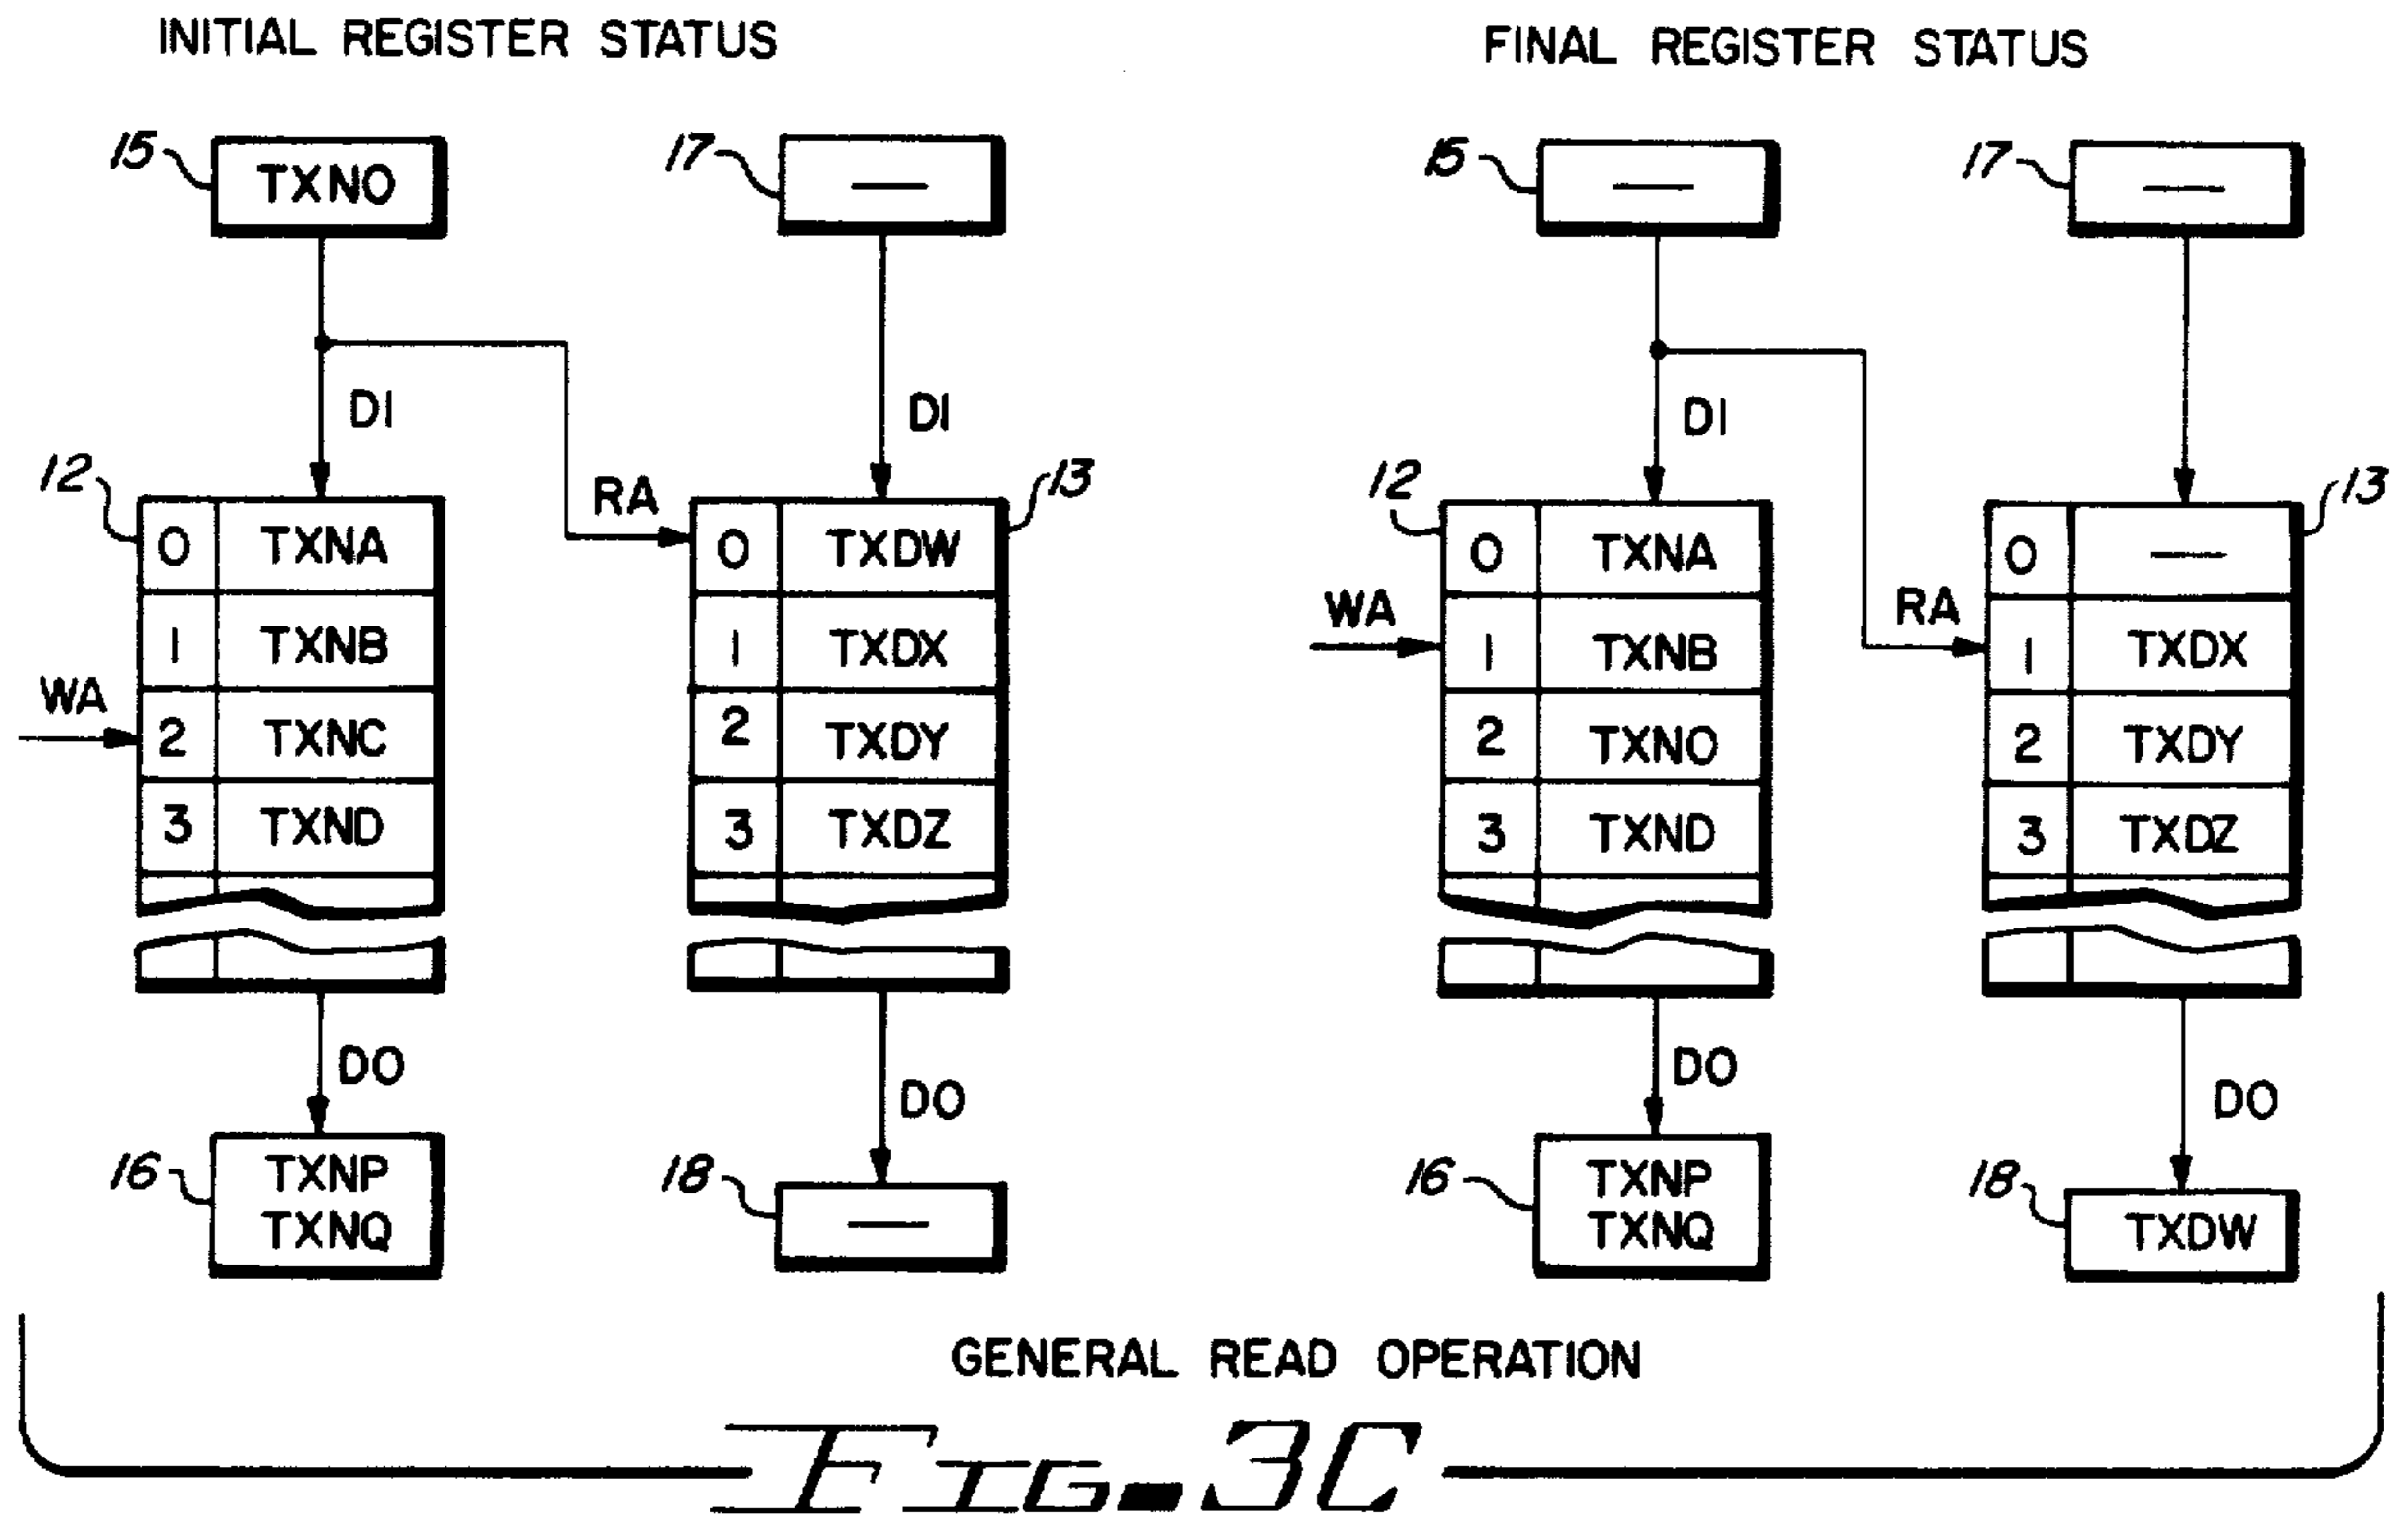 INITIAL REGISTER STATUS
15
TXNO
17
—
DI
DI
12
RA
13
0 TXNA
1 TXNB
WA
2 TXNC
3 TXND
0 TXDW
1 TXDX
2 TXDY
3 TXDZ
DO
DO
16
TXNP
TXNQ
18
—
FINAL REGISTER STATUS
15
—
17
—
DI
12
13
0 TXNA
WA
1 TXNB
2 TXNO
3 TXND
RA
0 —
1 TXDX
2 TXDY
3 TXDZ
DO
DO
16
TXNP
TXNQ
18
TXDW
GENERAL READ OPERATION
FIG. 3C